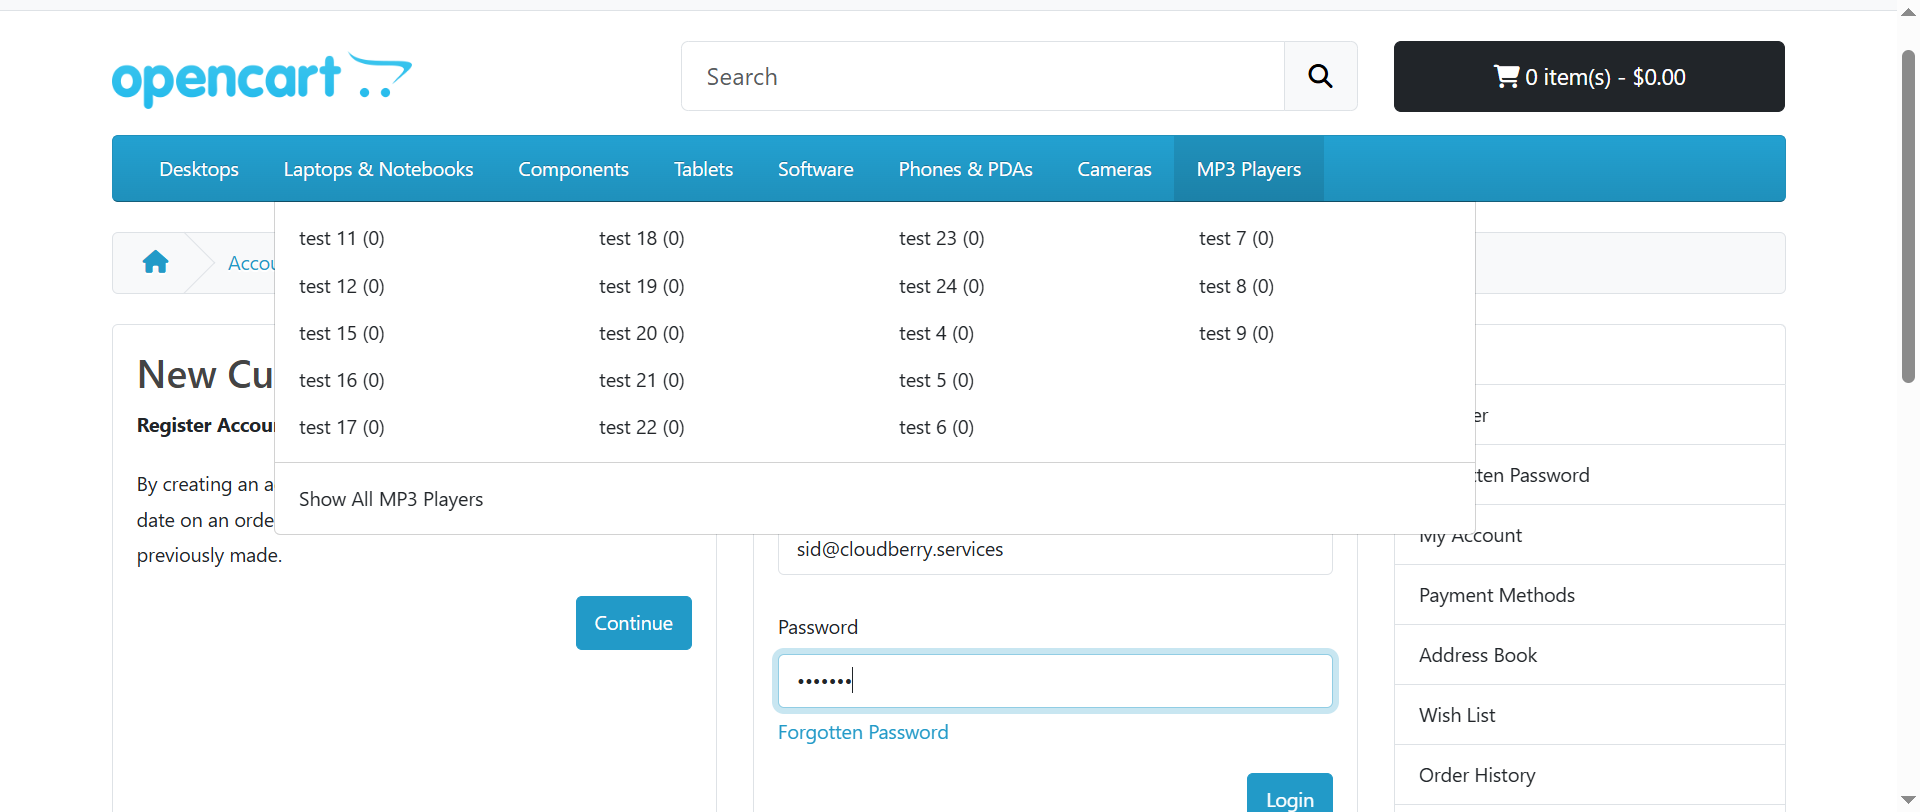 opencart
Search
0 item(s) - $0.00
Desktops Laptops & Notebooks Components Tablets Software Phones & PDAs Cameras MP3 Players
test 11 (0) test 18 (0) test 23 (0) test 7 (0)
Accou
test 12 (0) test 19 (0) test 24 (0) test 8 (0)
test 15 (0) test 20 (0) test 4 (0) test 9 (0)
test 16 (0) test 21 (0) test 5 (0)
test 17 (0) test 22 (0) test 6 (0)
Show All MP3 Players
New Cu
Register Accou
By creating an a
date on an orde
previously made.
Continue
sid@cloudberry.services
Password
•••••••
Forgotten Password
Login
er
ten Password
My Account
Payment Methods
Address Book
Wish List
Order History